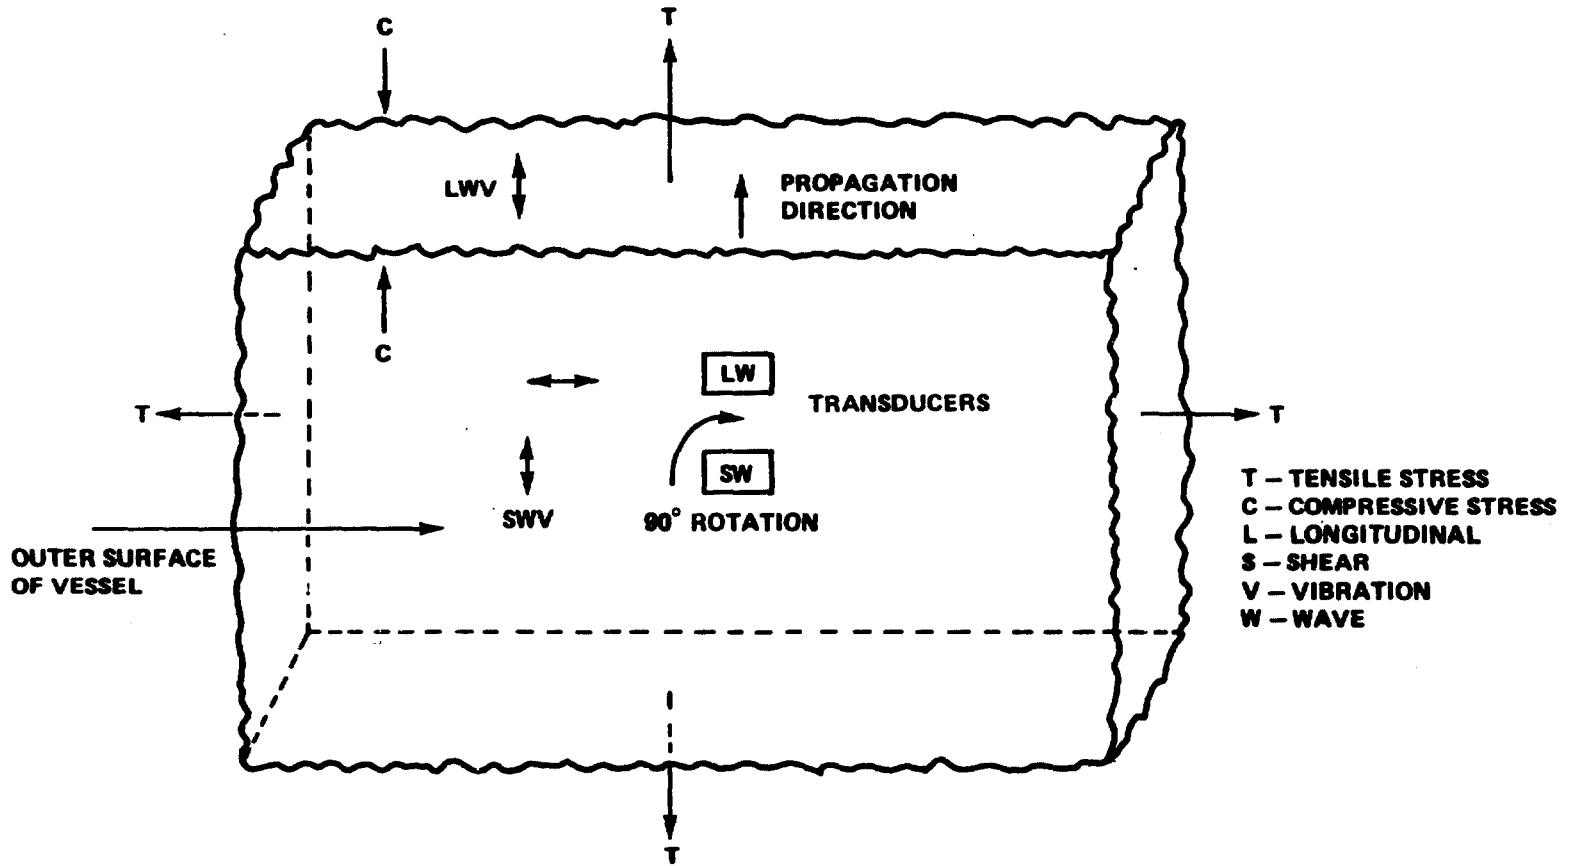 C
T
LWV
PROPAGATION
DIRECTION
C
LW
T
TRANSDUCERS
T
SW
SWV
90° ROTATION
OUTER SURFACE
OF VESSEL
T – TENSILE STRESS
C – COMPRESSIVE STRESS
L – LONGITUDINAL
S – SHEAR
V – VIBRATION
W – WAVE
T